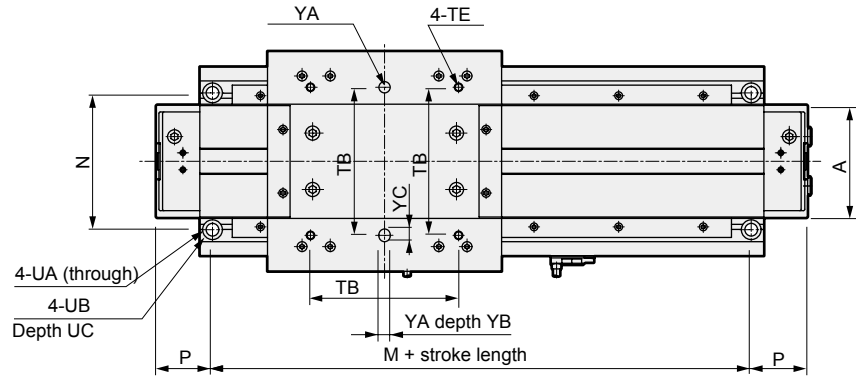 YA
4-TE
N
TB
TB
A
YC
4-UA (through)
4-UB
Depth UC
TB
YA depth YB
P
M + stroke length
P